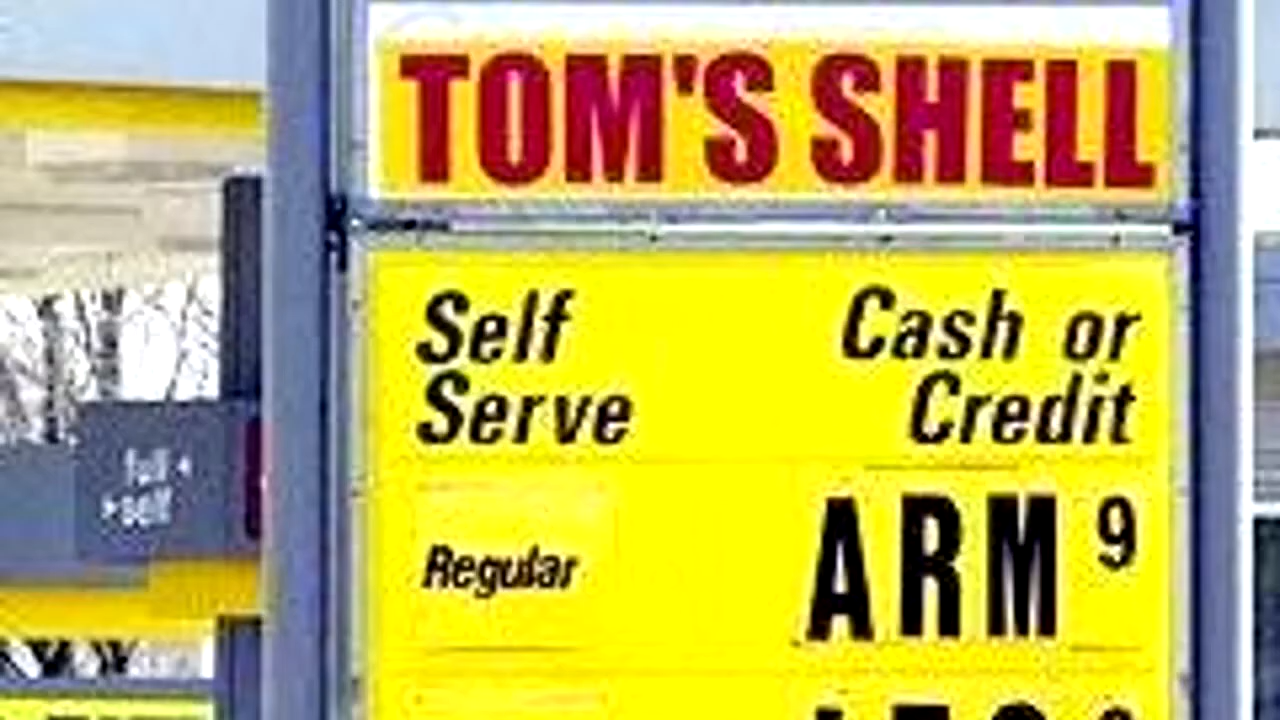 TOM'S SHELL
Self Serve
Cash or Credit
Regular
ARM 9
full
self